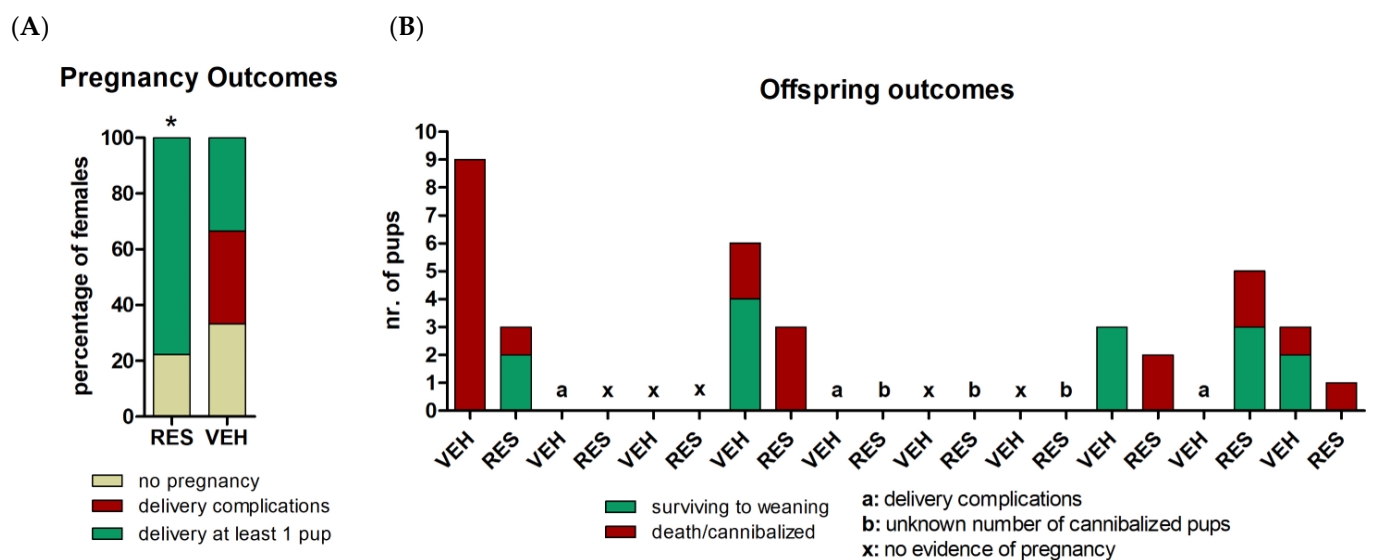 (A)
Pregnancy Outcomes
*
percentage of females
100
80
60
40
20
0
RES VEH
no pregnancy
delivery complications
delivery at least 1 pup
(B)
Offspring outcomes
nr. of pups
10
9
8
7
6
5
4
3
2
1
0
a x x x a b x b x b a
VEH RES VEH RES VEH RES VEH RES VEH RES VEH RES VEH RES VEH RES VEH RES VEH RES
surviving to weaning
death/cannibalized
a: delivery complications
b: unknown number of cannibalized pups
x: no evidence of pregnancy